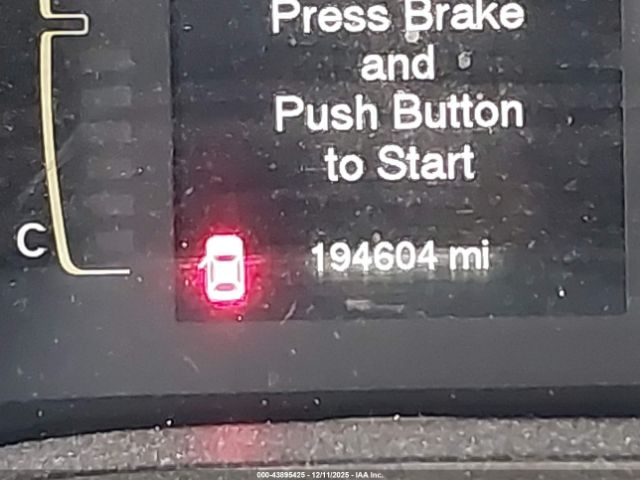 Press Brake
and
Push Button
to Start
C
194604 mi
000-43895425 - 12/11/2025 - IAA Inc.